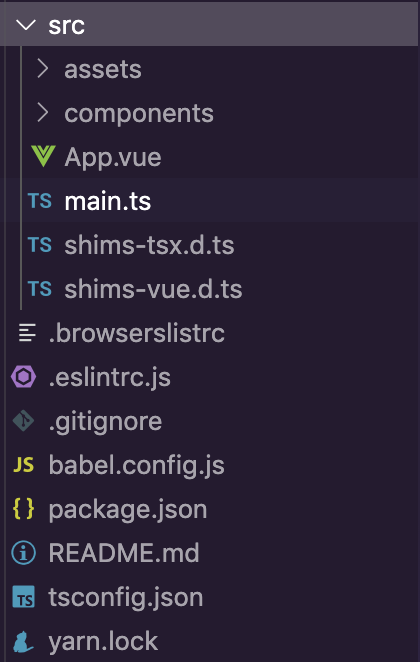 src
assets
components
App.vue
TS main.ts
TS shims-tsx.d.ts
TS shims-vue.d.ts
.browserslistrc
.eslintrc.js
.gitignore
JS babel.config.js
{} package.json
README.md
TS tsconfig.json
yarn.lock